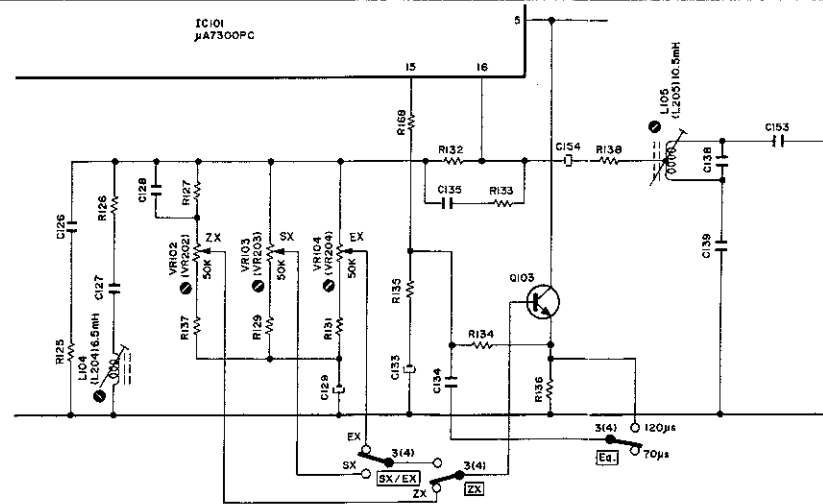 IC101
μA7300PC
5
15
16
R168
L105
(L205)10.5mH
C154
R138
C153
R132
C135
R133
C138
C139
C128
R127
R126
C126
C127
R125
L104
(L204)6.5mH
ZX
VR102
(VR202)
50K
SX
VR103
(VR203)
50K
EX
VR104
(VR204)
50K
R137
R129
R131
C129
R135
C133
Q103
R134
C134
R136
120μs
3(4)
Eq.
70μs
EX
3(4)
SX
SX/EX
3(4)
ZX
ZX